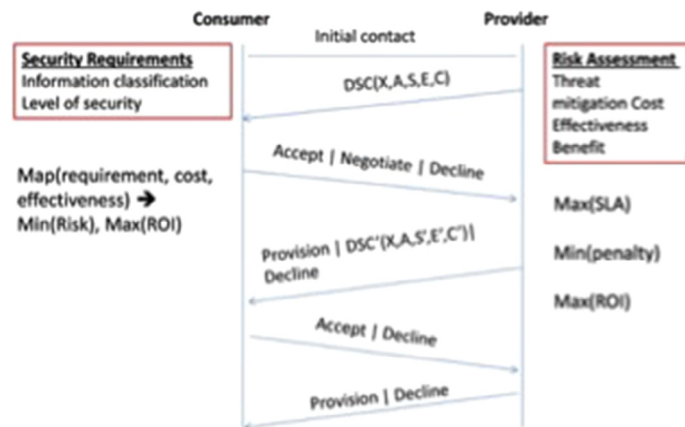 Consumer
Provider
Initial contact
Security Requirements
Information classification
Level of security
Risk Assessment
Threat
mitigation Cost
Effectiveness
Benefit
DSC(X,A,S,E,C)
Accept | Negotiate | Decline
Map(requirement, cost,
effectiveness) ➔
Min(Risk), Max(ROI)
Max(SLA)
Provision | DSC'(X,A,S',E',C')|
Decline
Min(penalty)
Max(ROI)
Accept | Decline
Provision | Decline